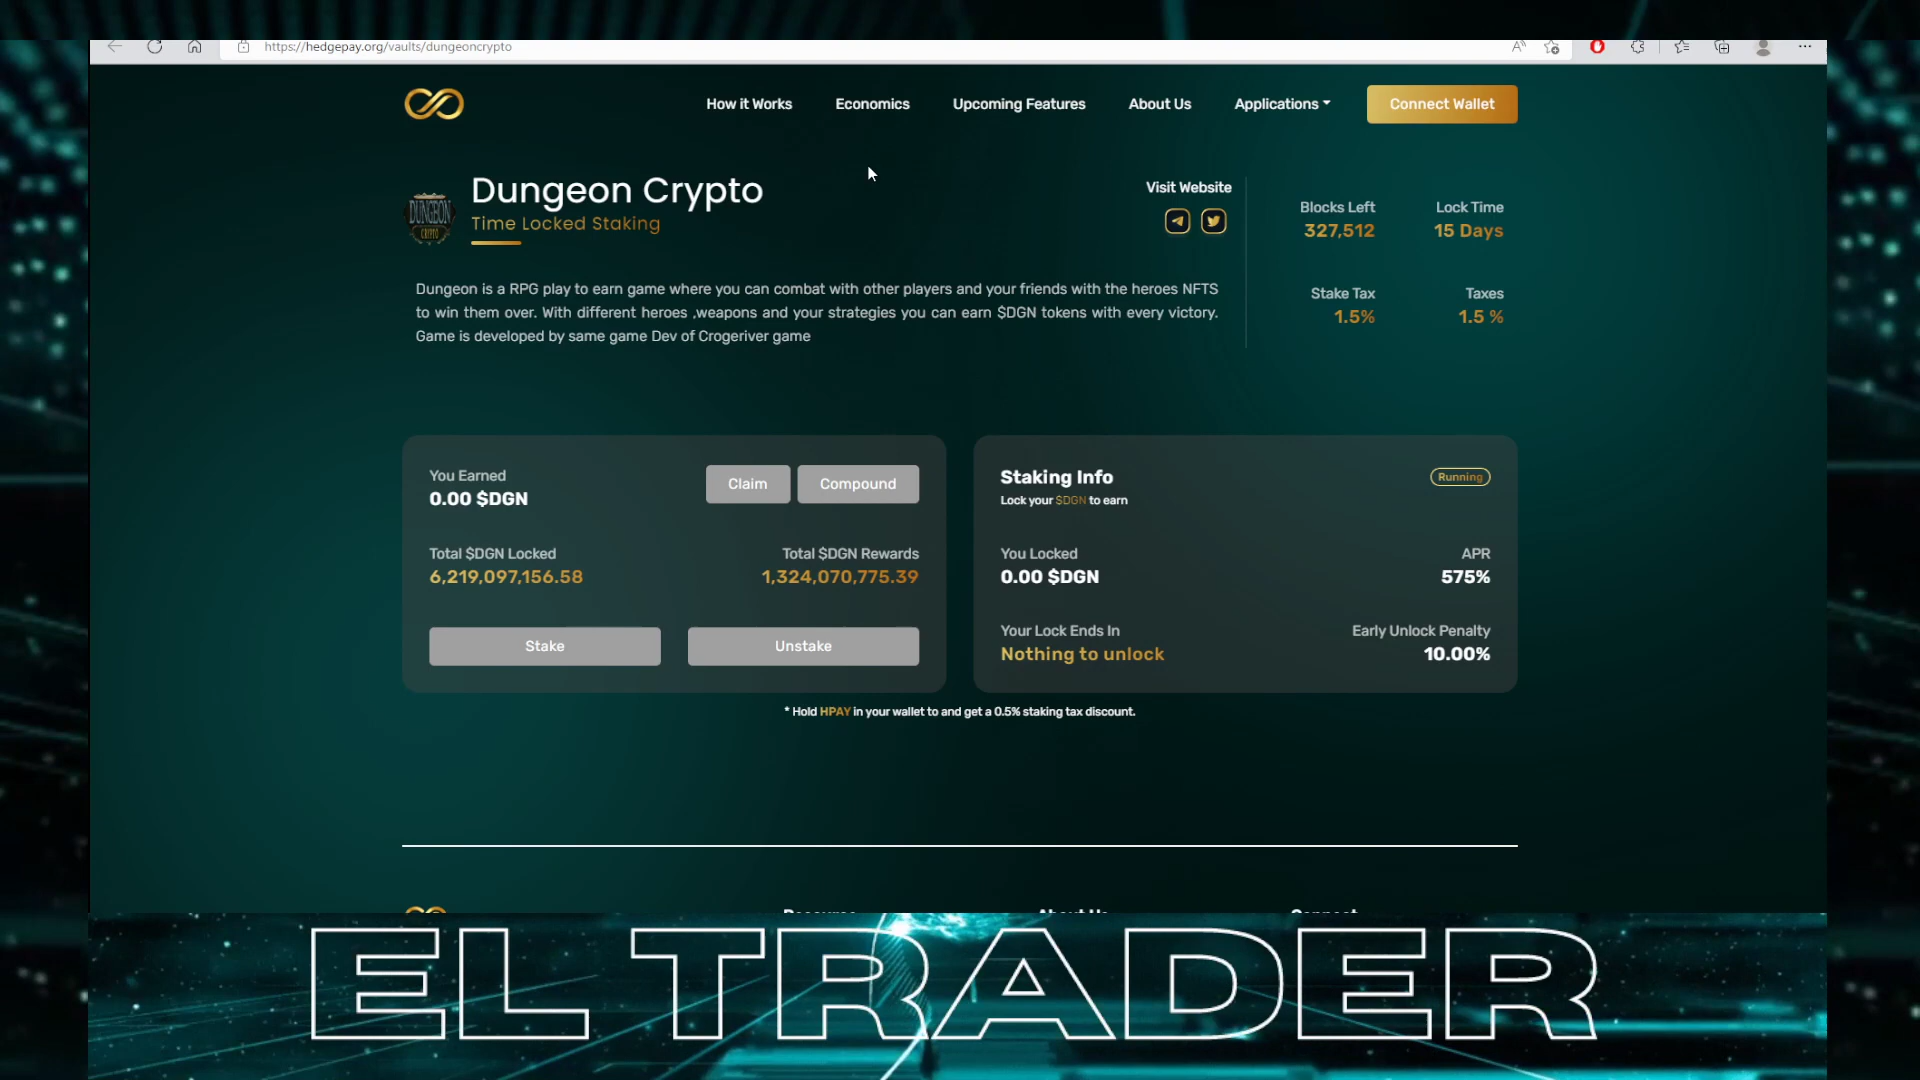 https://hedgepay.org/vaults/dungeoncrypto
How it Works
Economics
Upcoming Features
About Us
Applications
Connect Wallet
DUNGEON
CRYPTO
Dungeon Crypto
Time Locked Staking
Visit Website
Blocks Left
327,512
Lock Time
15 Days
Stake Tax
1.5%
Taxes
1.5 %
Dungeon is a RPG play to earn game where you can combat with other players and your friends with the heroes NFTS
to win them over. With different heroes ,weapons and your strategies you can earn $DGN tokens with every victory.
Game is developed by same game Dev of Crogeriver game
You Earned
0.00 $DGN
Claim
Compound
Total $DGN Locked
6,219,097,156.58
Total $DGN Rewards
1,324,070,775.39
Stake
Unstake
Staking Info
Running
Lock your $DGN to earn
You Locked
0.00 $DGN
APR
575%
Your Lock Ends In
Nothing to unlock
Early Unlock Penalty
10.00%
* Hold HPAY in your wallet to and get a 0.5% staking tax discount.
About Us
Connect
EL TRADER